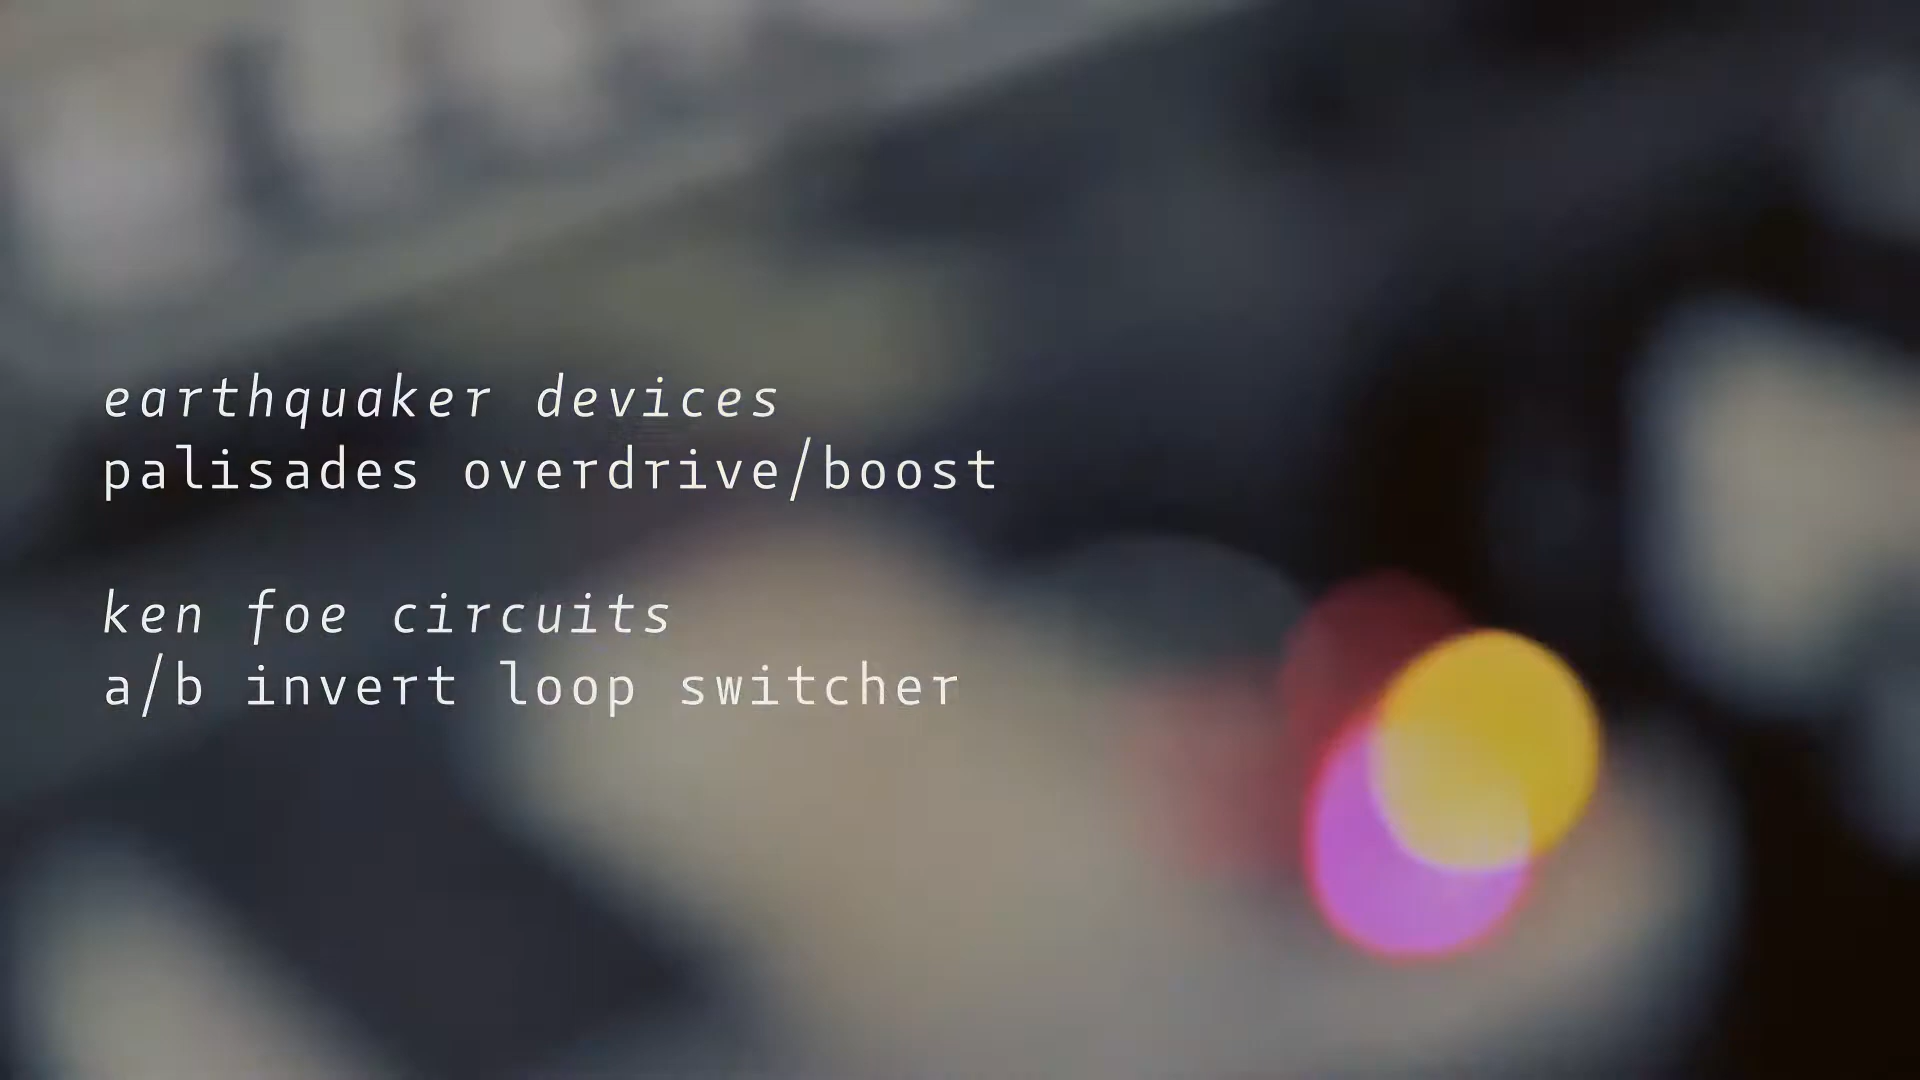 earthquaker devices
palisades overdrive/boost
ken foe circuits
a/b invert loop switcher